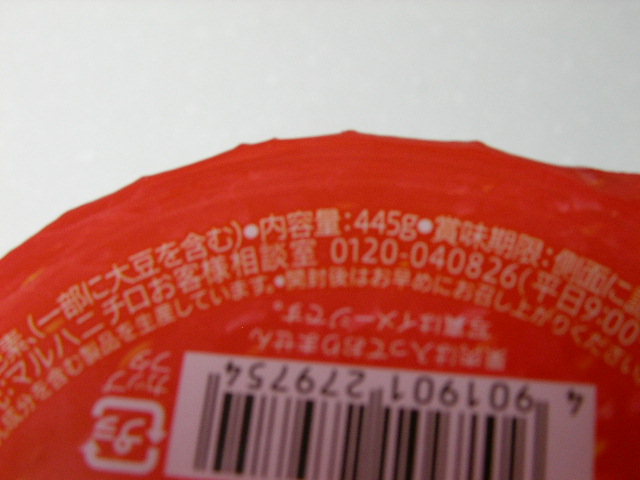 素、(一部に大豆を含む)●内容量:445g●賞味期限:側面に
マルハニチロお客様相談室 0120-040826(平日9:00
成分を含む製品を生産しています。●開封後はお早めにお召し上がりください
果肉は入っておりません
写真はイメージです。
カップ
フタ
プラ
4 901901 279754